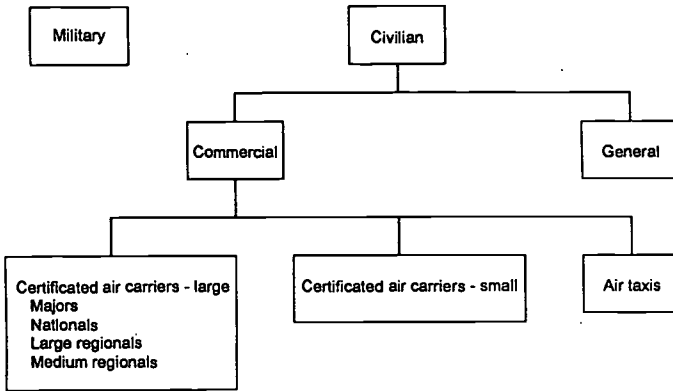 Military
Civilian
Commercial
General
Certificated air carriers - large
Majors
Nationals
Large regionals
Medium regionals
Certificated air carriers - small
Air taxis